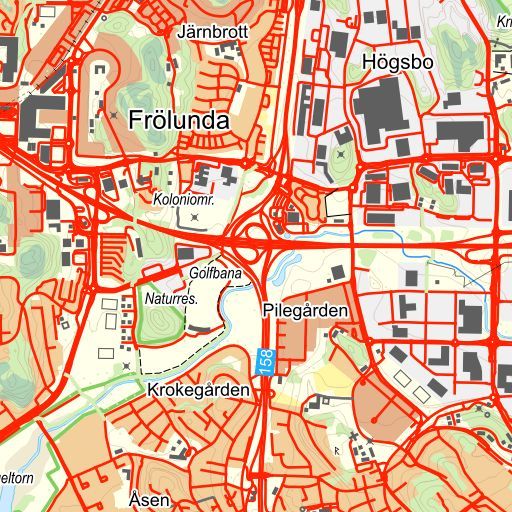 Järnbrott
Högsbo
Frölunda
Koloniomr.
Golfbana
Naturres.
Pilegården
158
Krokegården
Åsen